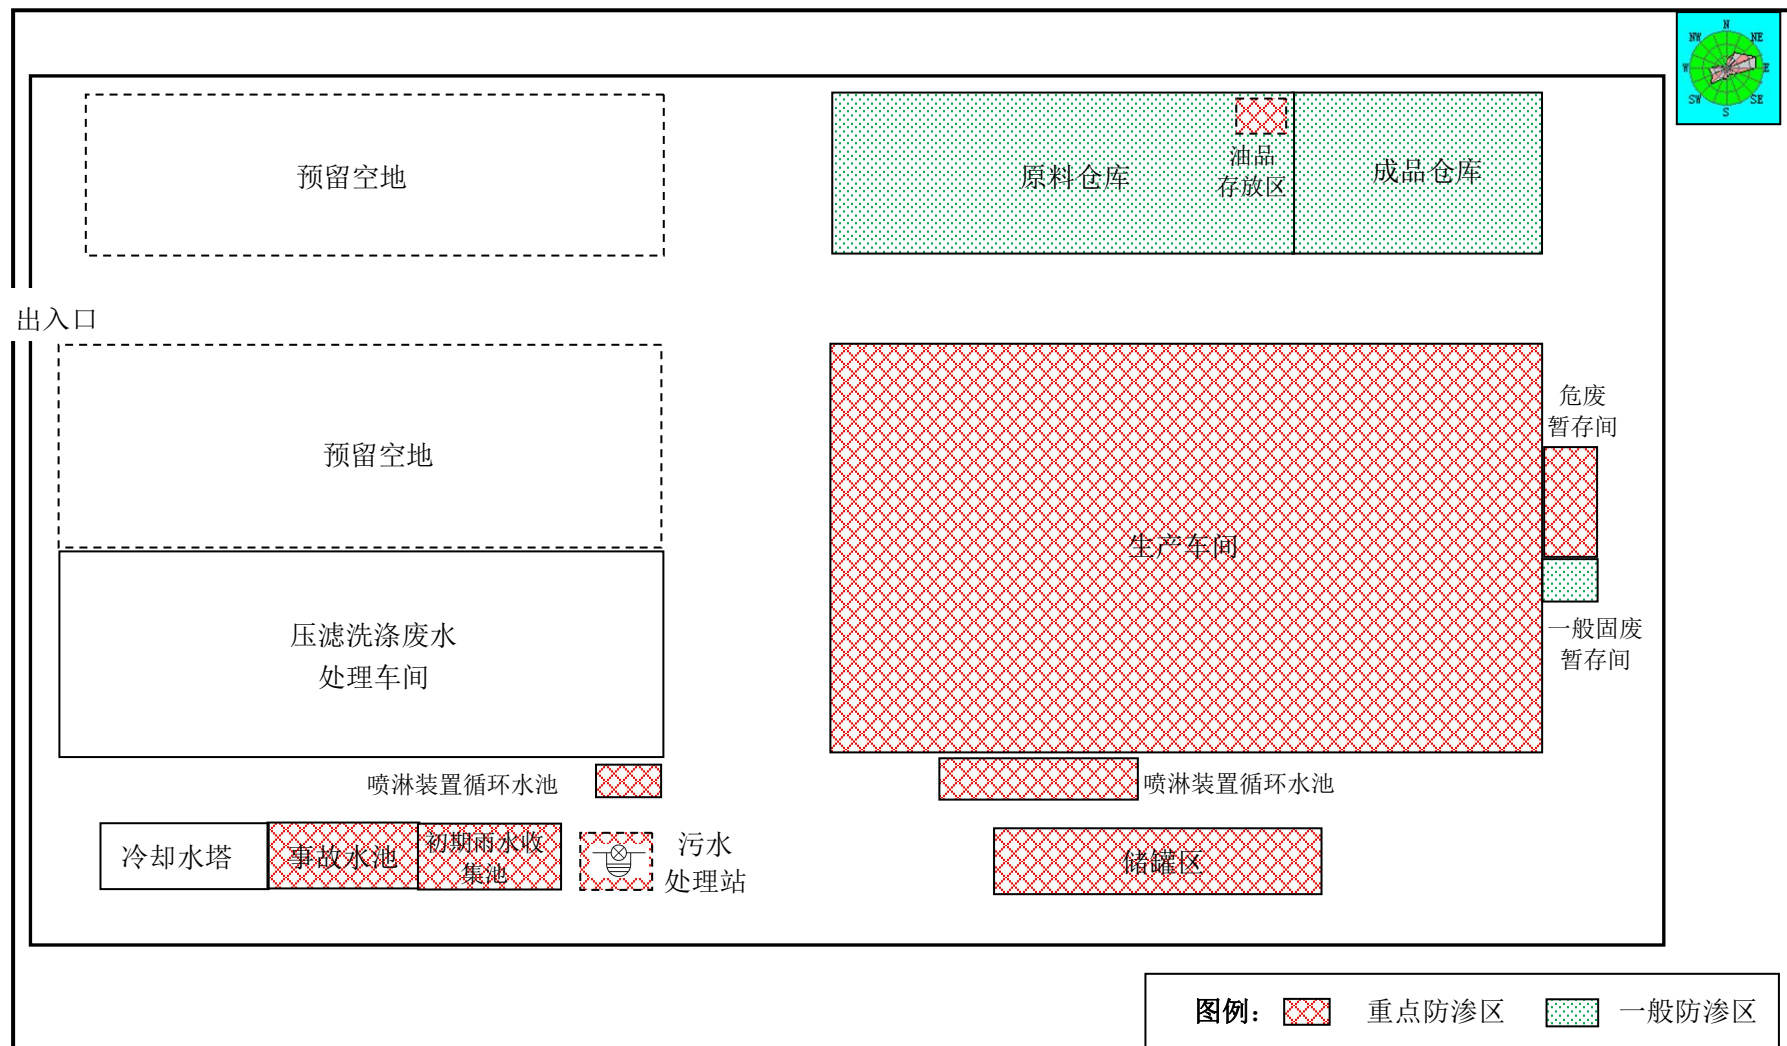 N
NW
NE
W
E
SW
SE
S
预留空地
原料仓库
油品
存放区
成品仓库
出入口
预留空地
危废
暂存间
生产车间
一般固废
暂存间
压滤洗涤废水
处理车间
喷淋装置循环水池
喷淋装置循环水池
冷却水塔
事故水池
初期雨水收
集池
污水
处理站
储罐区
图例：
重点防渗区
一般防渗区